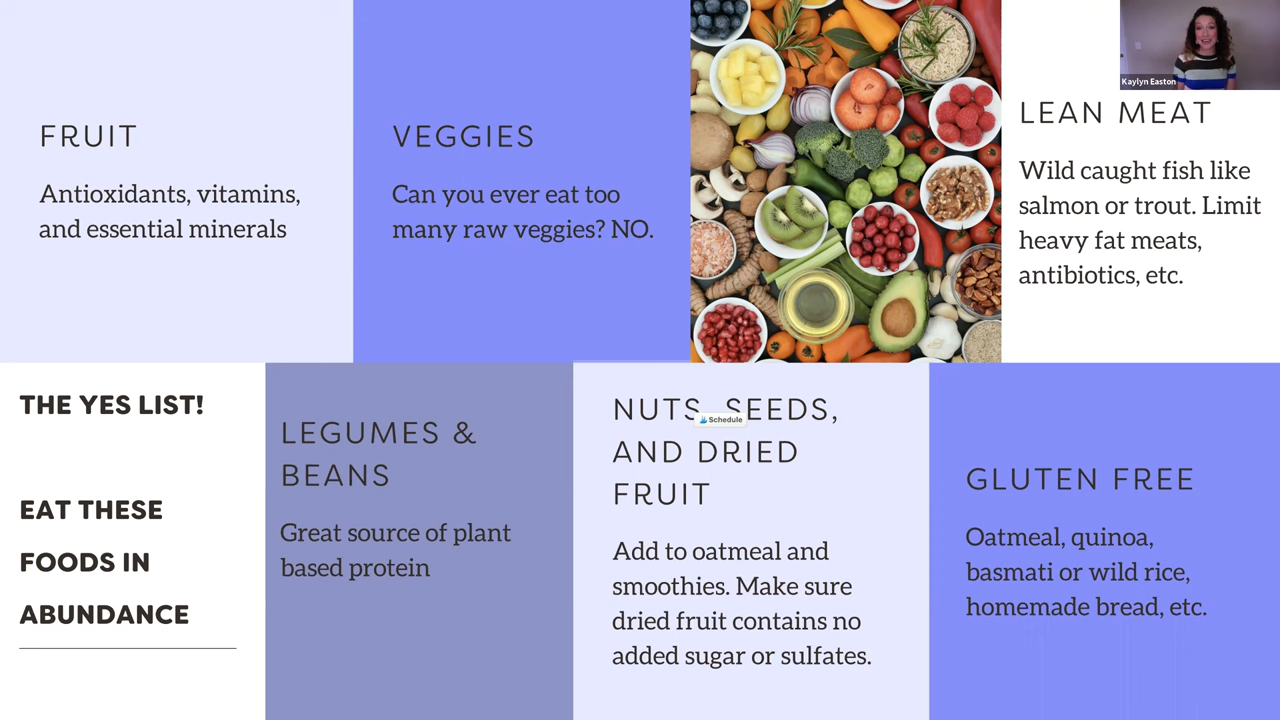 FRUIT
Antioxidants, vitamins,
and essential minerals
VEGGIES
Can you ever eat too
many raw veggies? NO.
Kaylyn Easton
LEAN MEAT
Wild caught fish like
salmon or trout. Limit
heavy fat meats,
antibiotics, etc.
THE YES LIST!
EAT THESE
FOODS IN
ABUNDANCE
LEGUMES &
BEANS
Great source of plant
based protein
NUTS, SEEDS,
Schedule
AND DRIED
FRUIT
Add to oatmeal and
smoothies. Make sure
dried fruit contains no
added sugar or sulfates.
GLUTEN FREE
Oatmeal, quinoa,
basmati or wild rice,
homemade bread, etc.